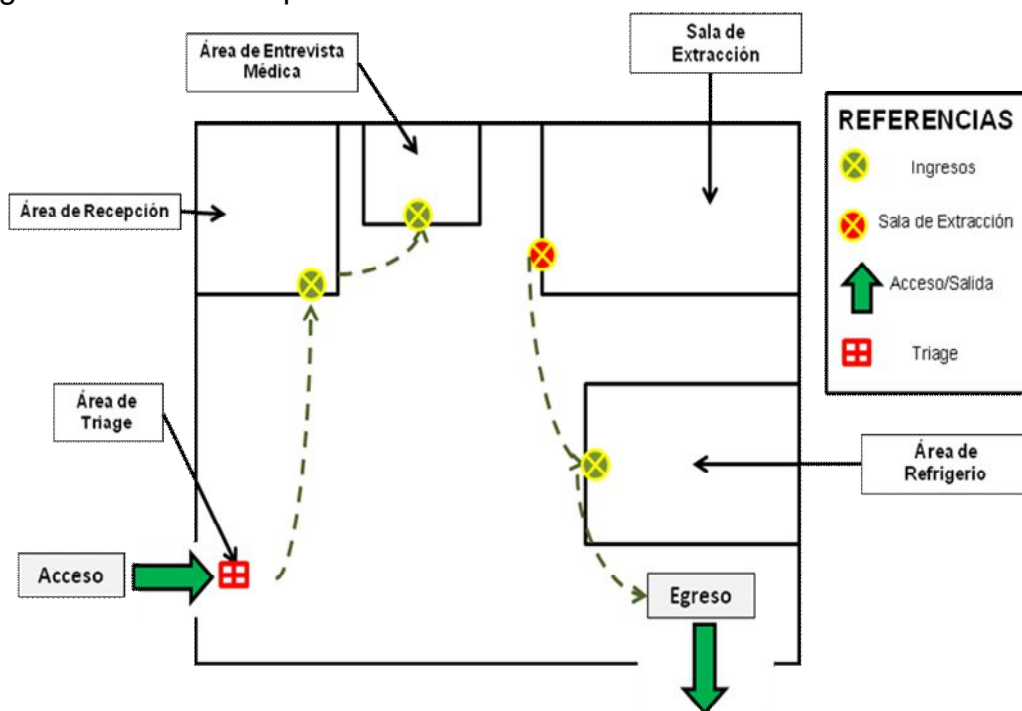 Área de Entrevista
Médica
Sala de
Extracción
REFERENCIAS
Ingresos
Sala de Extracción
Acceso/Salida
Triage
Área de Recepción
Área de
Triage
Área de
Refrigerio
Acceso
Egreso